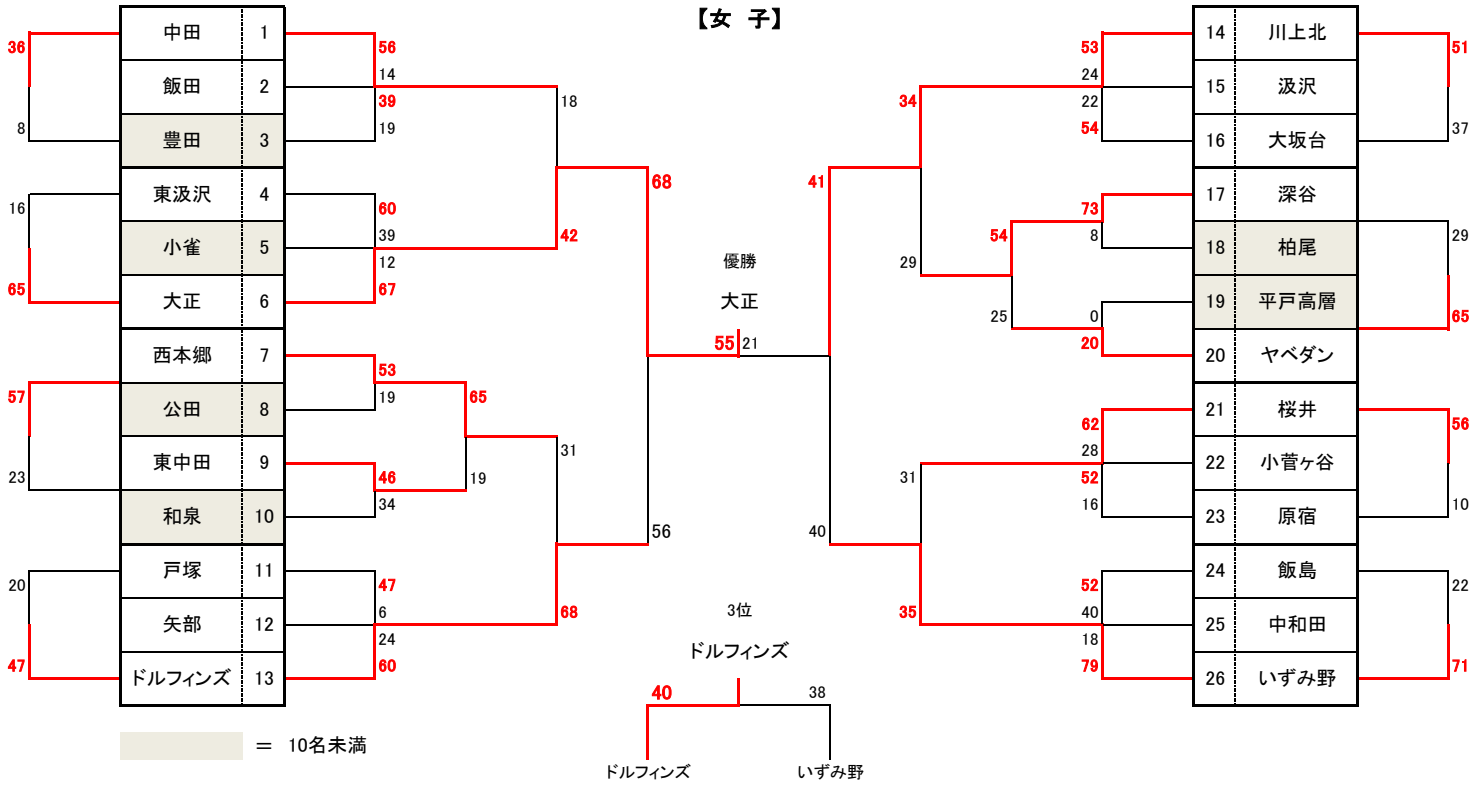 【女 子】
中田 1
飯田 2
豊田 3
東汲沢 4
小雀 5
大正 6
西本郷 7
公田 8
東中田 9
和泉 10
戸塚 11
矢部 12
ドルフィンズ 13
36
8
16
65
57
23
20
47
56
14
39
19
60
39
12
67
53
19
46
34
47
6
24
60
65
19
18
42
31
68
68
56
優勝
大正
55 21
3位
ドルフィンズ
40 38
ドルフィンズ いずみ野
41
40
34
29
31
35
54
25
53
24
22
54
73
8
0
20
62
28
52
16
52
40
18
79
14 川上北
15 汲沢
16 大坂台
17 深谷
18 柏尾
19 平戸高層
20 ヤベダン
21 桜井
22 小菅ヶ谷
23 原宿
24 飯島
25 中和田
26 いずみ野
51
37
29
65
56
10
22
71
＝ 10名未満